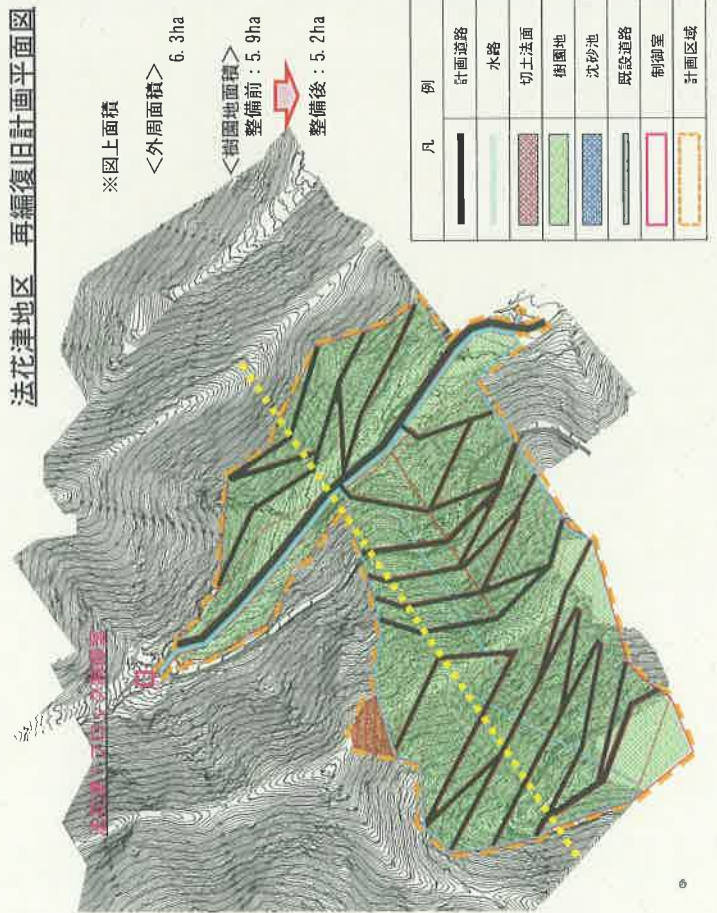 法花津地区 再編復旧計画平面図
※図上面積
<外周面積>
6.3ha
<樹園地面積>
整備前:5.9ha
整備後:5.2ha
凡 例
計画道路
水路
切土法面
樹園地
沈砂池
既設道路
制御室
計画区域
6